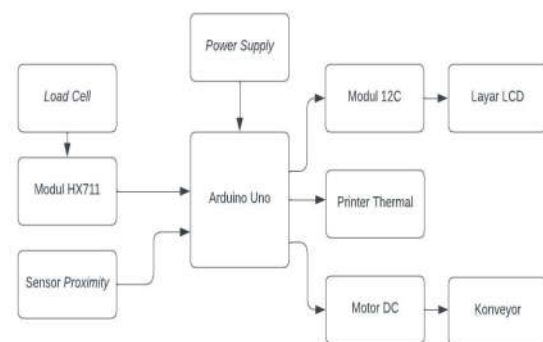 Power Supply
Load Cell
Modul 12C
Layar LCD
Modul HX711
Arduino Uno
Printer Thermal
Sensor Proximity
Motor DC
Konveyor